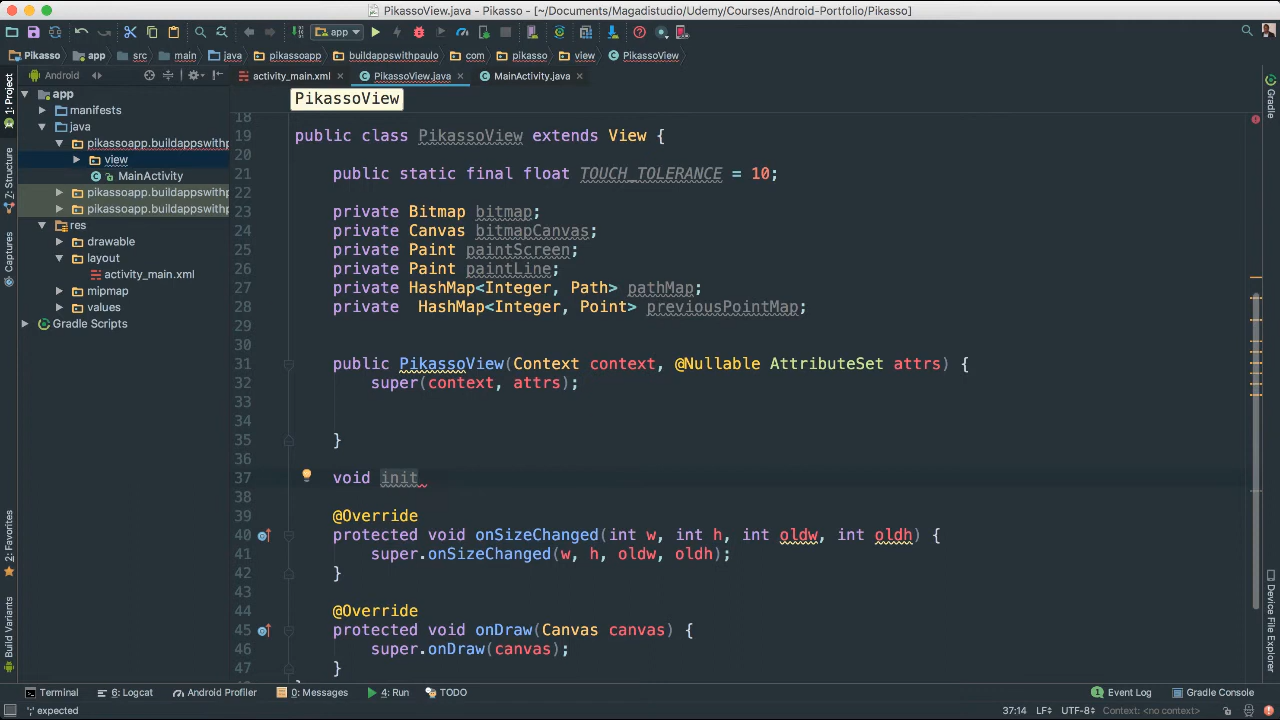 PikassoView.java - Pikasso - [~/Documents/Magadistudio/Udemy/Courses/Android-Portfolio/Pikasso]
app
Pikasso app src main java pikassoapp buildappswithpaulo com pikasso view PikassoView
Android activity_main.xml PikassoView.java MainActivity.java
PikassoView
1: Project
Z: Structure
Captures
2: Favorites
Build Variants
app
manifests
java
pikassoapp.buildappswithp
view
MainActivity
pikassoapp.buildappswithp
pikassoapp.buildappswithp
res
drawable
layout
activity_main.xml
mipmap
values
Gradle Scripts
18
19 public class PikassoView extends View {
20
21 public static final float TOUCH_TOLERANCE = 10;
22
23 private Bitmap bitmap;
24 private Canvas bitmapCanvas;
25 private Paint paintScreen;
26 private Paint paintLine;
27 private HashMap<Integer, Path> pathMap;
28 private  HashMap<Integer, Point> previousPointMap;
29
30
31 public PikassoView(Context context, @Nullable AttributeSet attrs) {
32 super(context, attrs);
33
34
35 }
36
37 void init
38
39 @Override
40 protected void onSizeChanged(int w, int h, int oldw, int oldh) {
41 super.onSizeChanged(w, h, oldw, oldh);
42 }
43
44 @Override
45 protected void onDraw(Canvas canvas) {
46 super.onDraw(canvas);
47 }
Gradle
Device File Explorer
Terminal 6: Logcat Android Profiler 0: Messages 4: Run TODO Event Log Gradle Console
';' expected 37:14 LF÷ UTF-8÷ Context: <no context>